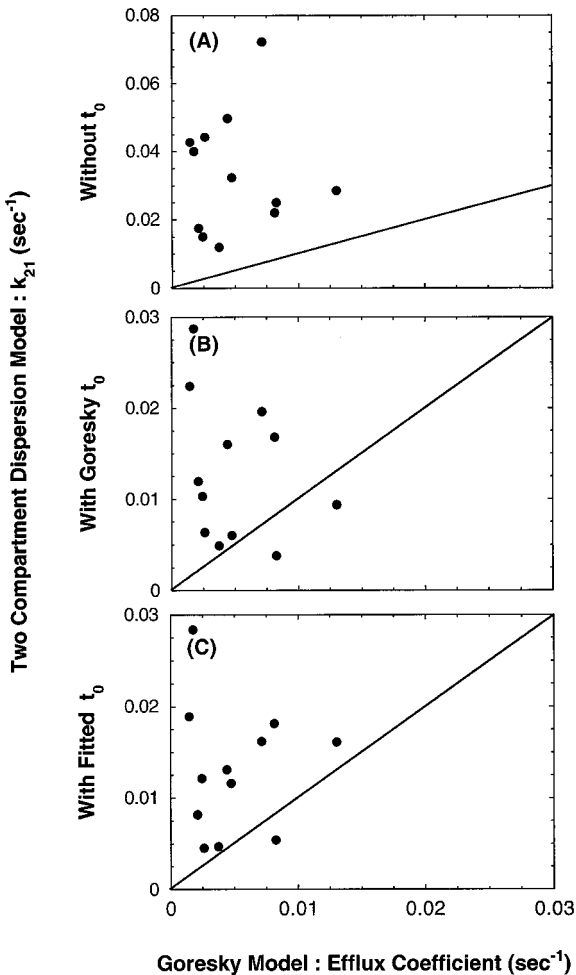 Two Compartment Dispersion Model : k21 (sec-1)
Without t0
(A)
0.08
0.06
0.04
0.02
0
With Goresky t0
(B)
0.03
0.02
0.01
0
With Fitted t0
(C)
0.03
0.02
0.01
0
0
0.01
0.02
0.03
Goresky Model : Efflux Coefficient (sec-1)